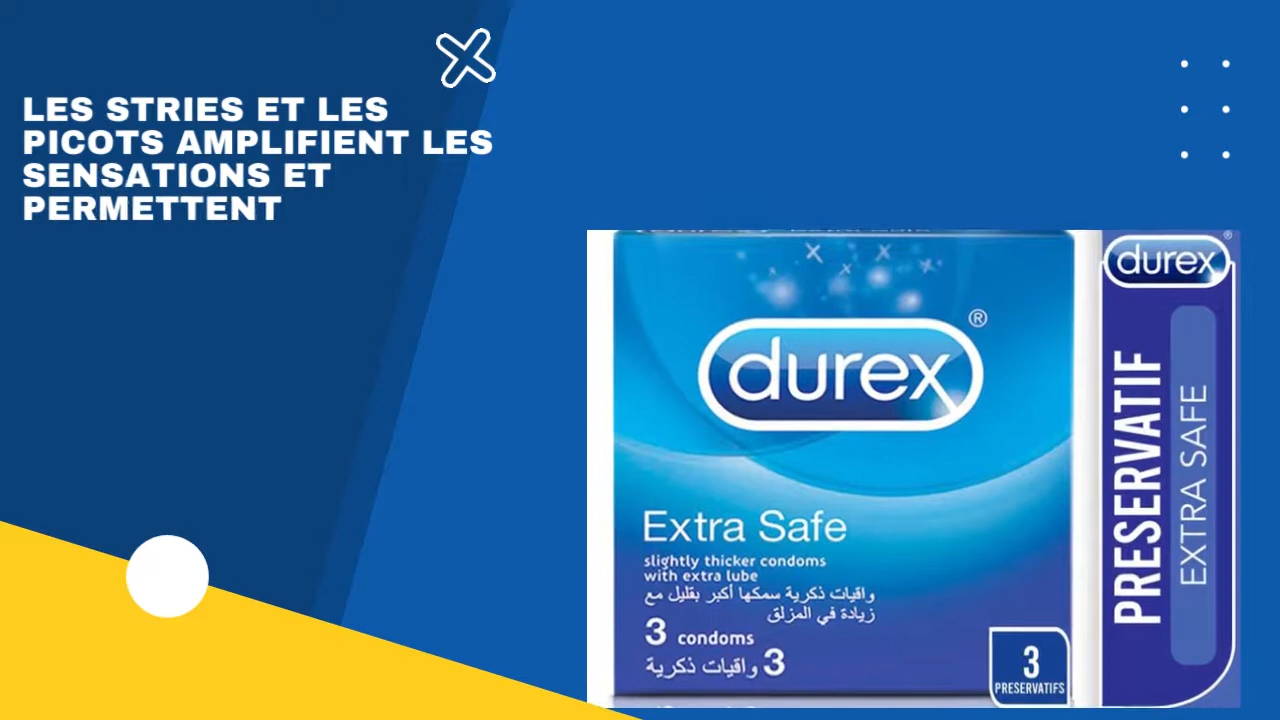 LES STRIES ET LES
PICOTS AMPLIFIENT LES
SENSATIONS ET
PERMETTENT
durex
®
Extra Safe
slightly thicker condoms
with extra lube
واقيات ذكرية سمكها أكبر بقليل مع
زيادة في المزلق
3 condoms
3 واقيات ذكرية
3
PRESERVATIFS
durex
®
PRESERVATIF
EXTRA SAFE